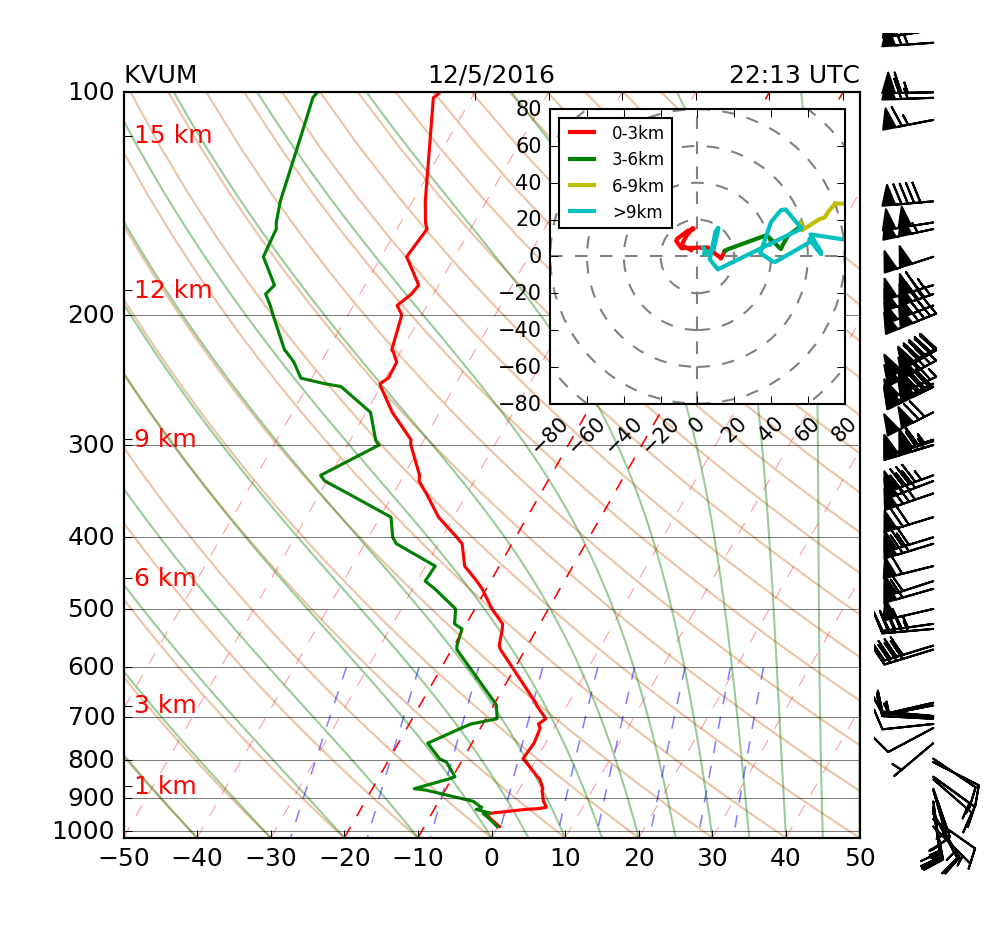 KVUM 12/5/2016 22:13 UTC
100
200
300
400
500
600
700
800
900
1000
15 km
12 km
9 km
6 km
3 km
1 km
−50 −40 −30 −20 −10 0 10 20 30 40 50
0-3km
3-6km
6-9km
>9km
80
60
40
20
0
−20
−40
−60
−80
−80 −60 −40 −20 0 20 40 60 80